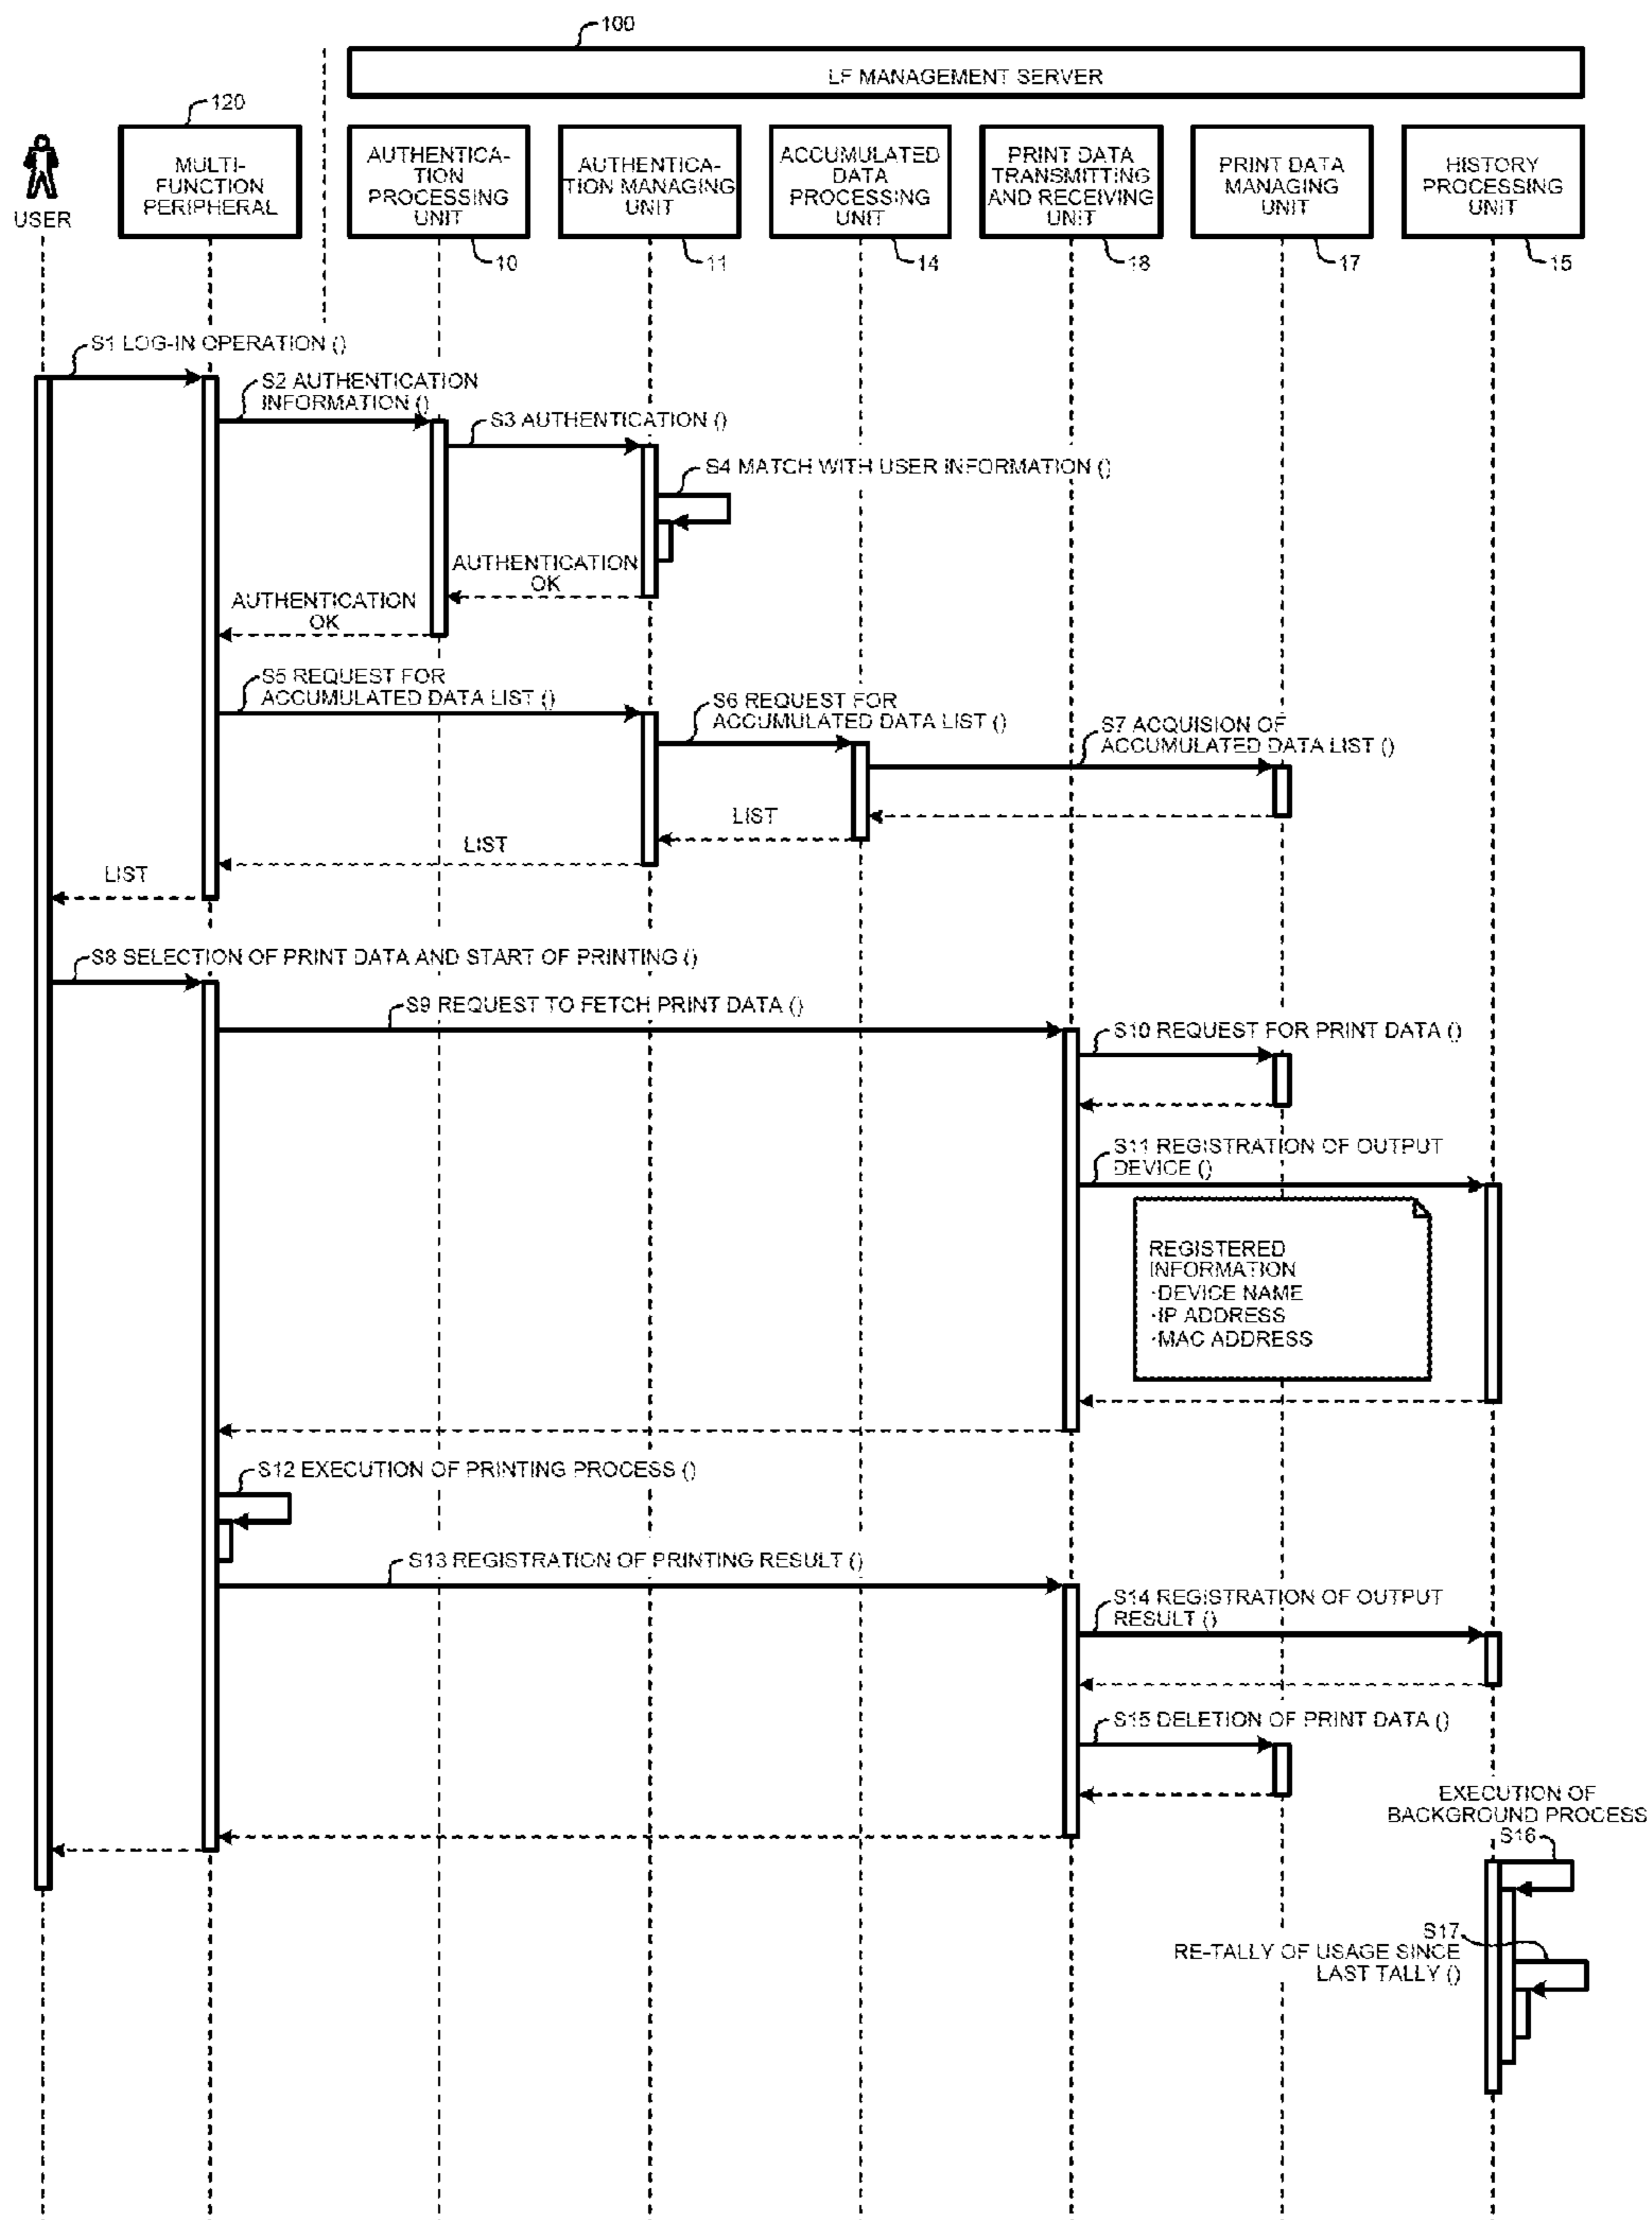 100
LF MANAGEMENT SERVER
120
USER
MULTI-
FUNCTION
PERIPHERAL
AUTHENTICA-
TION
PROCESSING
UNIT
10
AUTHENTICA-
TION MANAGING
UNIT
11
ACCUMULATED
DATA
PROCESSING
UNIT
14
PRINT DATA
TRANSMITTING
AND RECEIVING
UNIT
18
PRINT DATA
MANAGING
UNIT
17
HISTORY
PROCESSING
UNIT
15
S1 LOG-IN OPERATION ()
S2 AUTHENTICATION
INFORMATION ()
S3 AUTHENTICATION ()
S4 MATCH WITH USER INFORMATION ()
AUTHENTICATION
OK
AUTHENTICATION
OK
S5 REQUEST FOR
ACCUMULATED DATA LIST ()
S6 REQUEST FOR
ACCUMULATED DATA LIST ()
S7 ACQUISION OF
ACCUMULATED DATA LIST ()
LIST
LIST
LIST
S8 SELECTION OF PRINT DATA AND START OF PRINTING ()
S9 REQUEST TO FETCH PRINT DATA ()
S10 REQUEST FOR PRINT DATA ()
S11 REGISTRATION OF OUTPUT
DEVICE ()
REGISTERED
INFORMATION
·DEVICE NAME
·IP ADDRESS
·MAC ADDRESS
S12 EXECUTION OF PRINTING PROCESS ()
S13 REGISTRATION OF PRINTING RESULT ()
S14 REGISTRATION OF OUTPUT
RESULT ()
S15 DELETION OF PRINT DATA ()
EXECUTION OF
BACKGROUND PROCESS
S16
S17
RE-TALLY OF USAGE SINCE
LAST TALLY ()